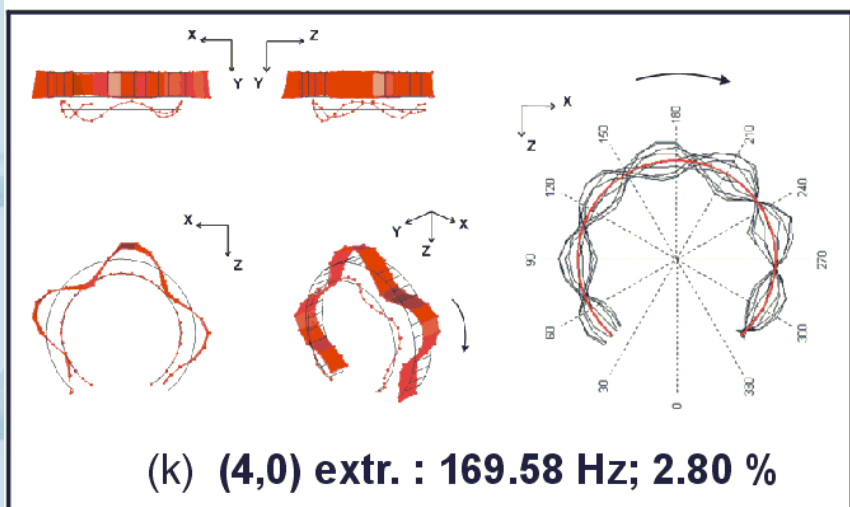 X Z
Y Y
X
Z
180
150 210
120 240
90 270
60 300
30 330
0
X
Z
Y X
Z
(k) (4,0) extr. : 169.58 Hz; 2.80 %